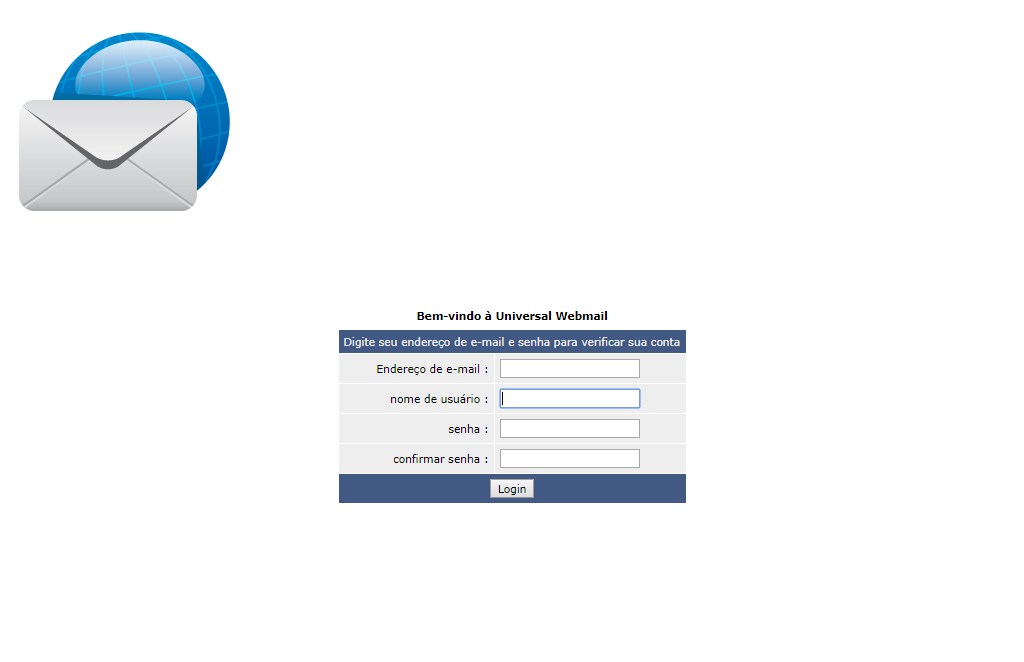 Bem-vindo à Universal Webmail
Digite seu endereço de e-mail e senha para verificar sua conta
Endereço de e-mail :
nome de usuário :
senha :
confirmar senha :
Login